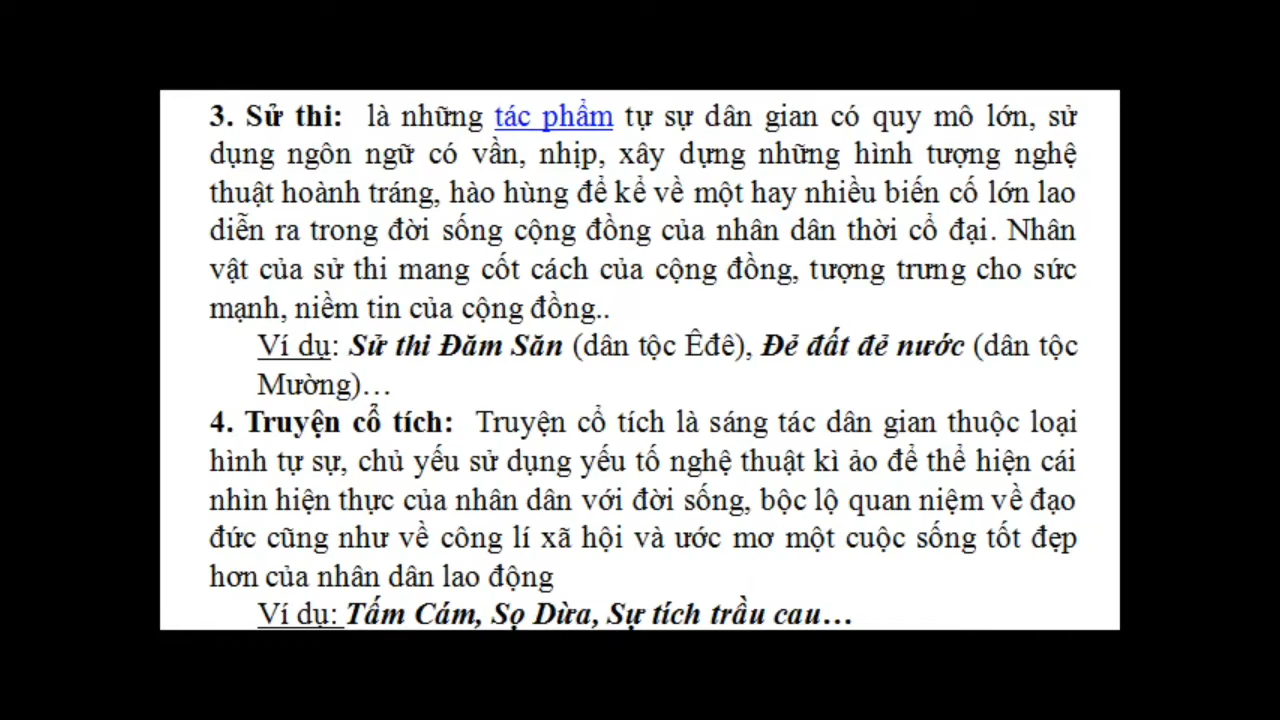 3. Sử thi: là những tác phẩm tự sự dân gian có quy mô lớn, sử
dụng ngôn ngữ có vần, nhịp, xây dựng những hình tượng nghệ
thuật hoành tráng, hào hùng để kể về một hay nhiều biến cố lớn lao
diễn ra trong đời sống cộng đồng của nhân dân thời cổ đại. Nhân
vật của sử thi mang cốt cách của cộng đồng, tượng trưng cho sức
mạnh, niềm tin của cộng đồng..
Ví dụ: Sử thi Đăm Săn (dân tộc Êđê), Đẻ đất đẻ nước (dân tộc
Mường)…
4. Truyện cổ tích: Truyện cổ tích là sáng tác dân gian thuộc loại
hình tự sự, chủ yếu sử dụng yếu tố nghệ thuật kì ảo để thể hiện cái
nhìn hiện thực của nhân dân với đời sống, bộc lộ quan niệm về đạo
đức cũng như về công lí xã hội và ước mơ một cuộc sống tốt đẹp
hơn của nhân dân lao động
Ví dụ: Tấm Cám, Sọ Dừa, Sự tích trầu cau…